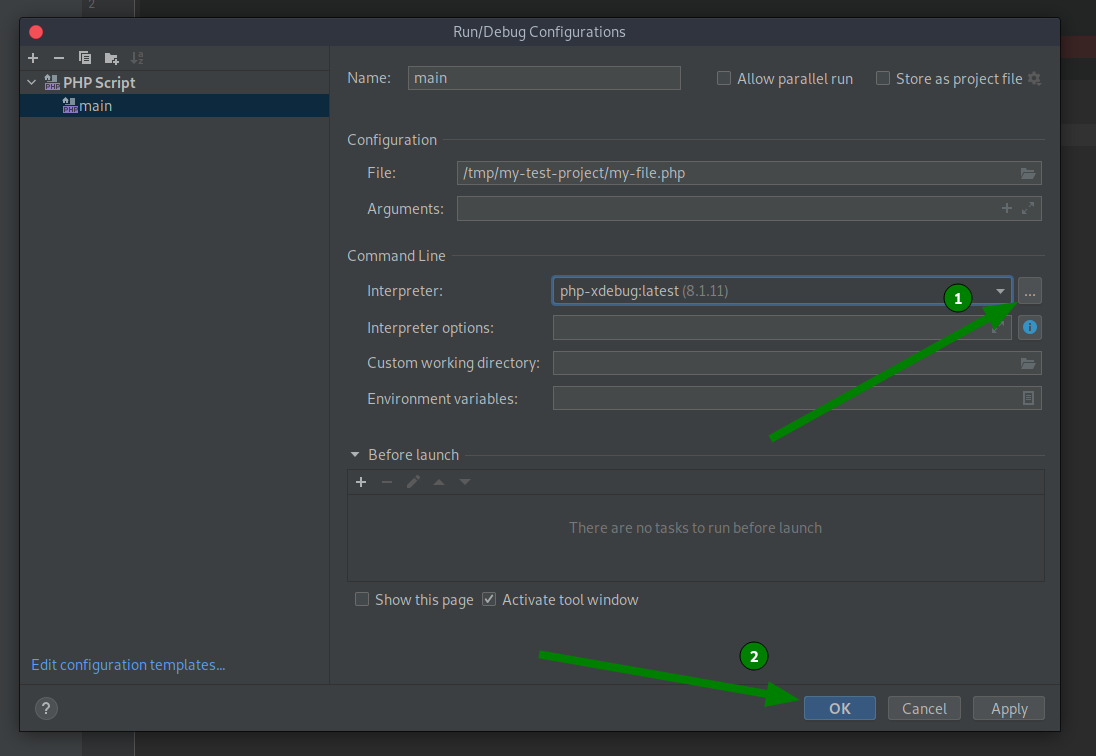 2
Run/Debug Configurations
PHP Script
main
Name: main
Allow parallel run
Store as project file
Configuration
File: /tmp/my-test-project/my-file.php
Arguments:
Command Line
Interpreter: php-xdebug:latest (8.1.11) 1 ...
Interpreter options:
Custom working directory:
Environment variables:
Before launch
There are no tasks to run before launch
Show this page
Activate tool window
2
Edit configuration templates...
? OK Cancel Apply